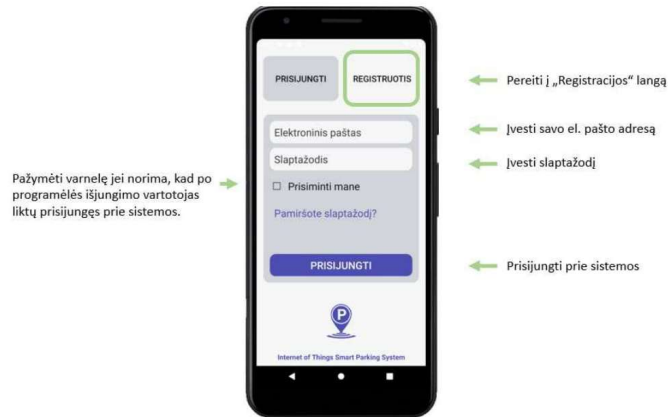 PRISIJUNGTI
REGISTRUOTIS
Pereiti į „Registracijos“ langą
Elektroninis paštas
Įvesti savo el. pašto adresą
Slaptažodis
Įvesti slaptažodį
Pažymėti varnelę jei norima, kad po
programėlės išjungimo vartotojas
liktų prisijungęs prie sistemos.
Prisiminti mane
Pamiršote slaptažodį?
PRISIJUNGTI
Prisijungti prie sistemos
P
Internet of Things Smart Parking System